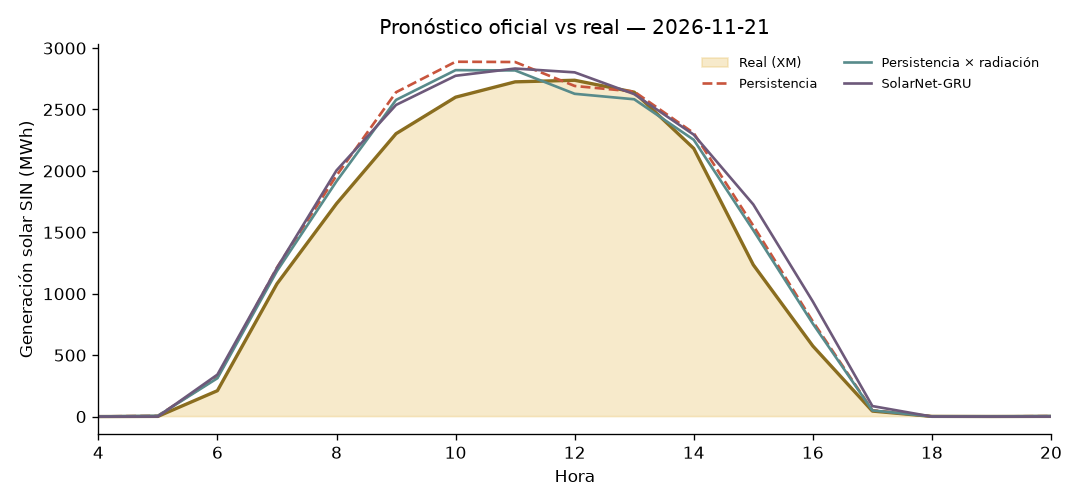 Pronóstico oficial vs real — 2026-11-21
Real (XM)
Persistencia
Persistencia × radiación
SolarNet-GRU
Generación solar SIN (MWh)
3000
2500
2000
1500
1000
500
0
4 6 8 10 12 14 16 18 20
Hora